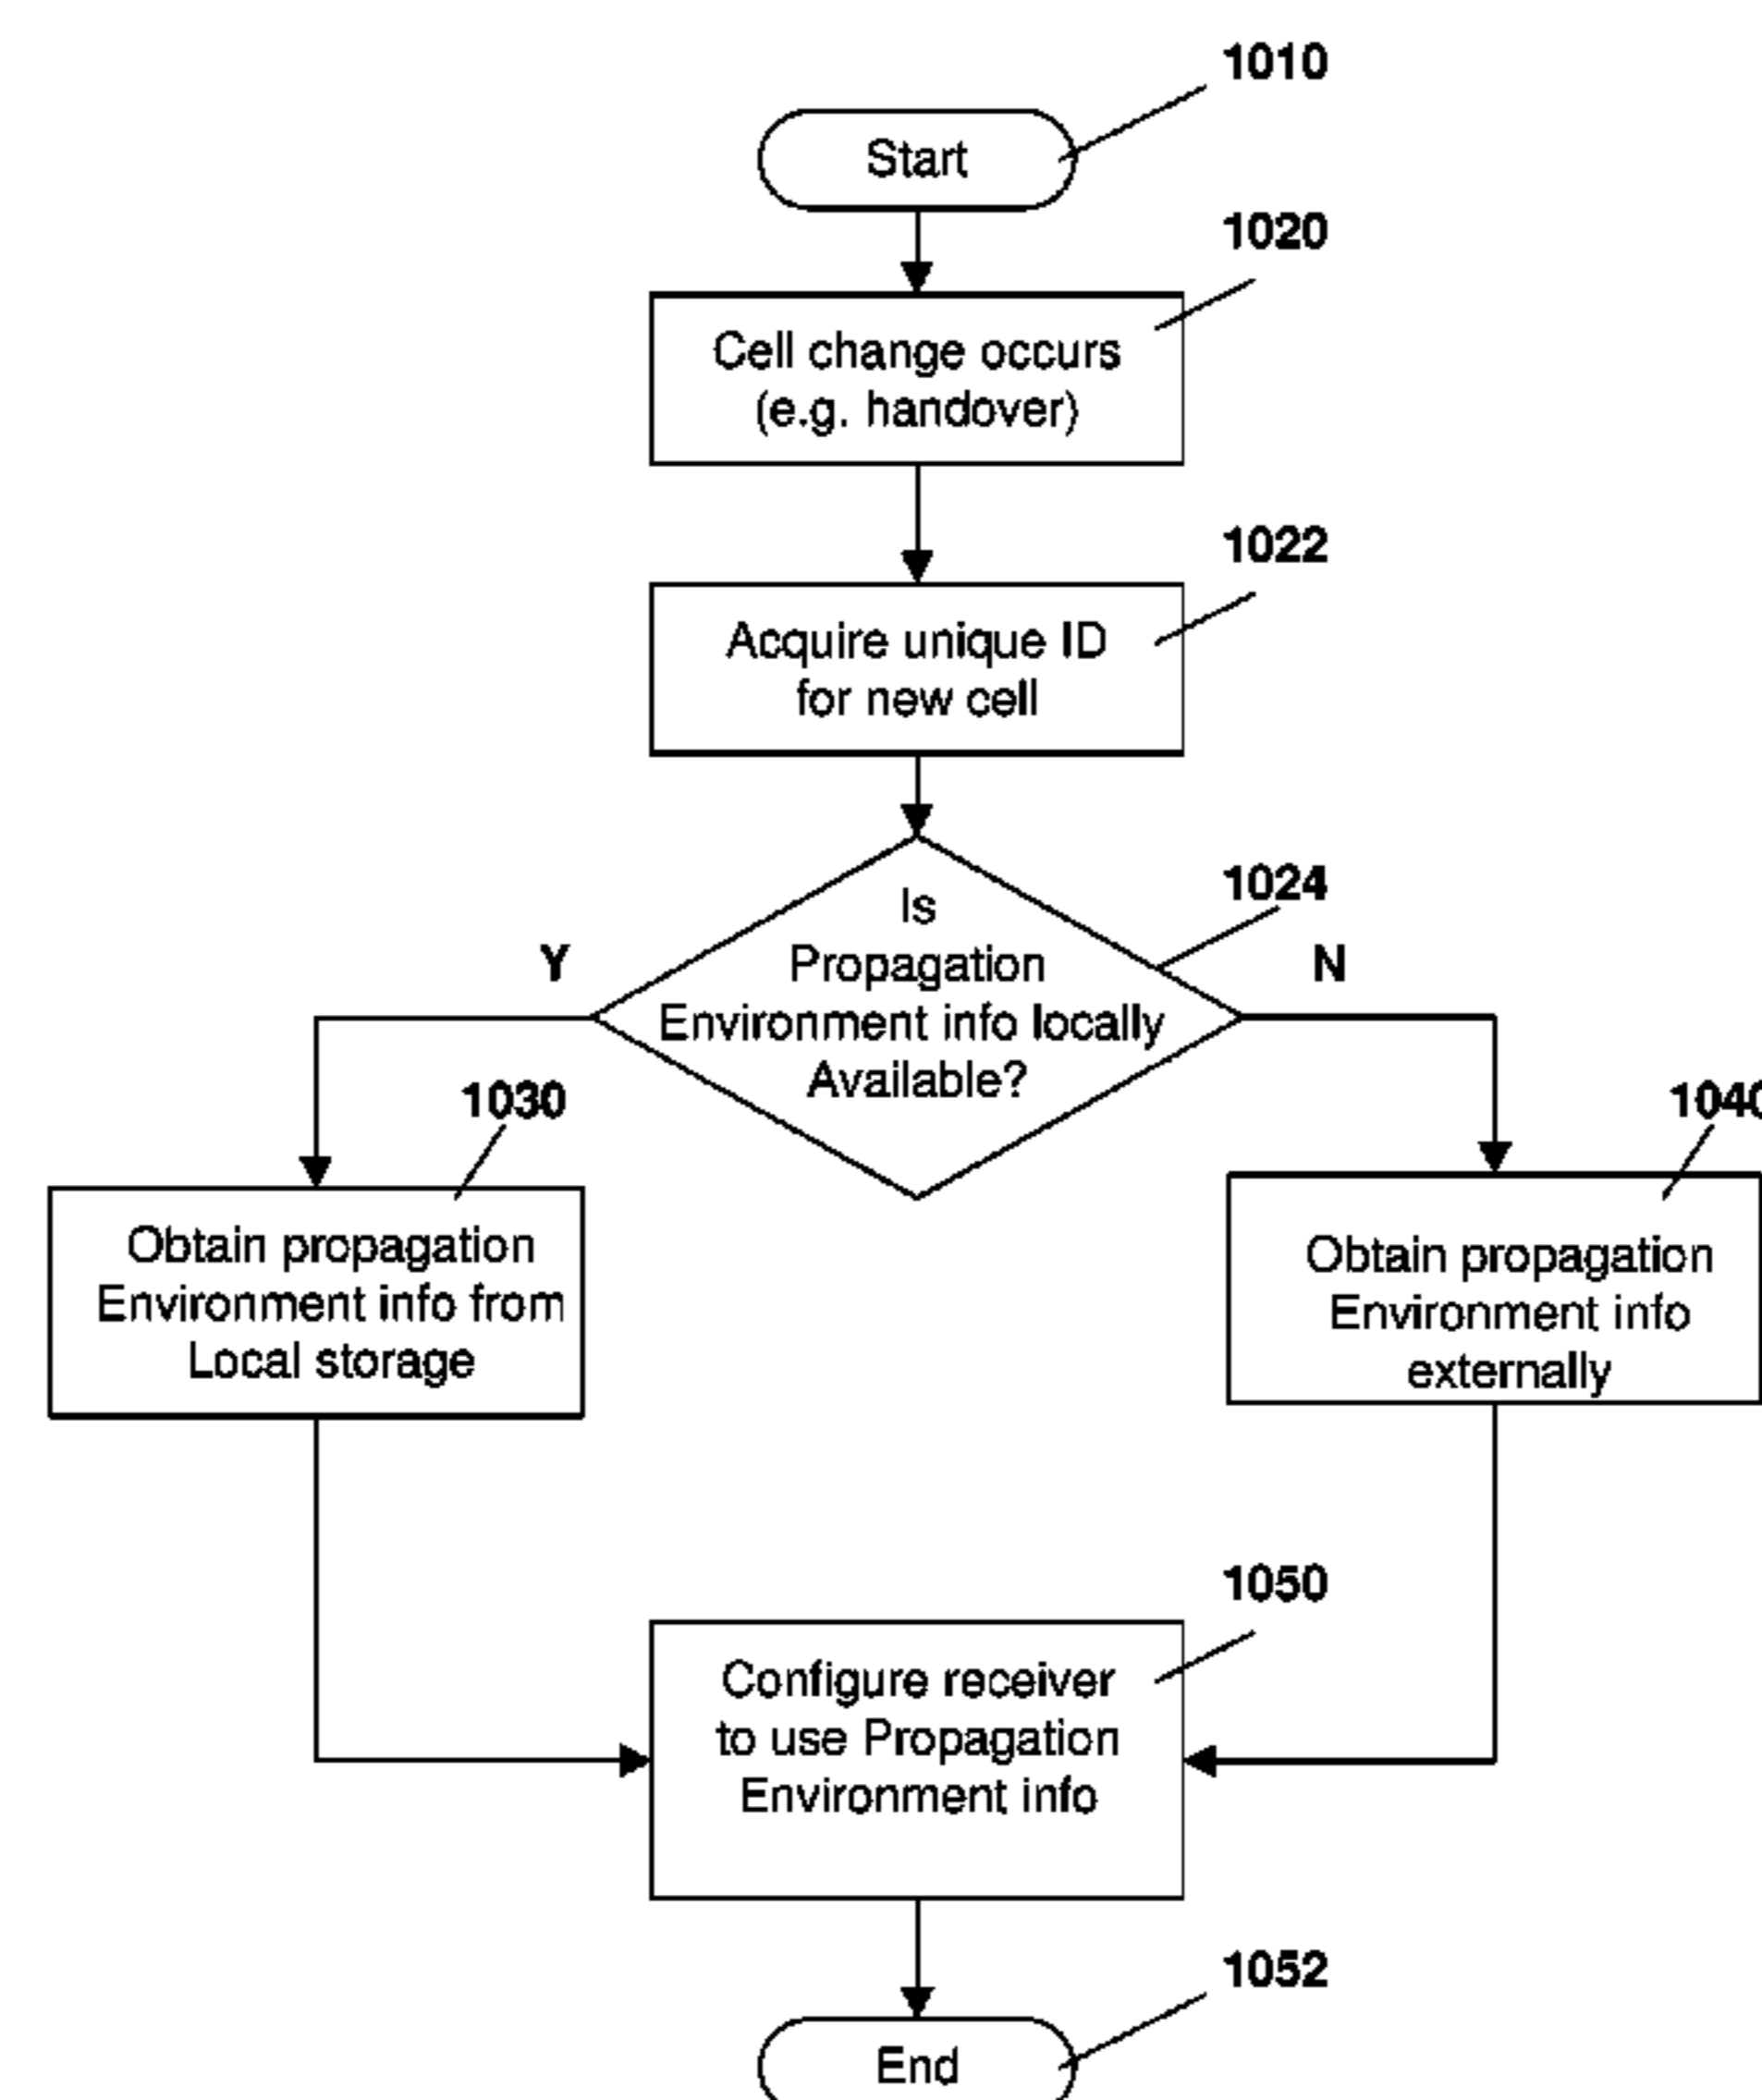 1010
Start
1020
Cell change occurs
(e.g. handover)
1022
Acquire unique ID
for new cell
1024
Is
Propagation
Environment info locally
Available?
Y
N
1030
Obtain propagation
Environment info from
Local storage
1040
Obtain propagation
Environment info
externally
1050
Configure receiver
to use Propagation
Environment info
1052
End